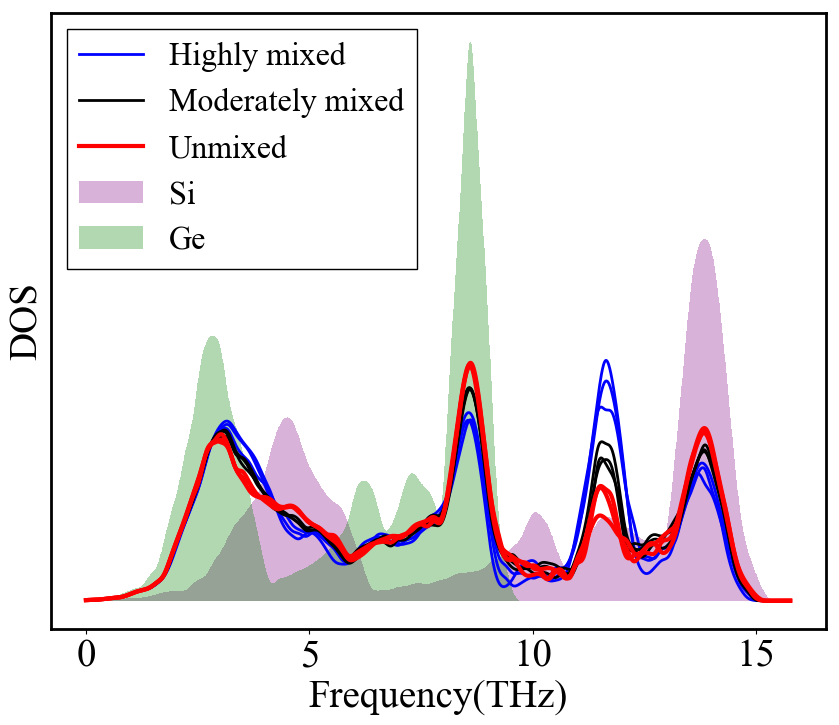 Highly mixed
Moderately mixed
Unmixed
Si
Ge
DOS
0 5 10 15
Frequency(THz)